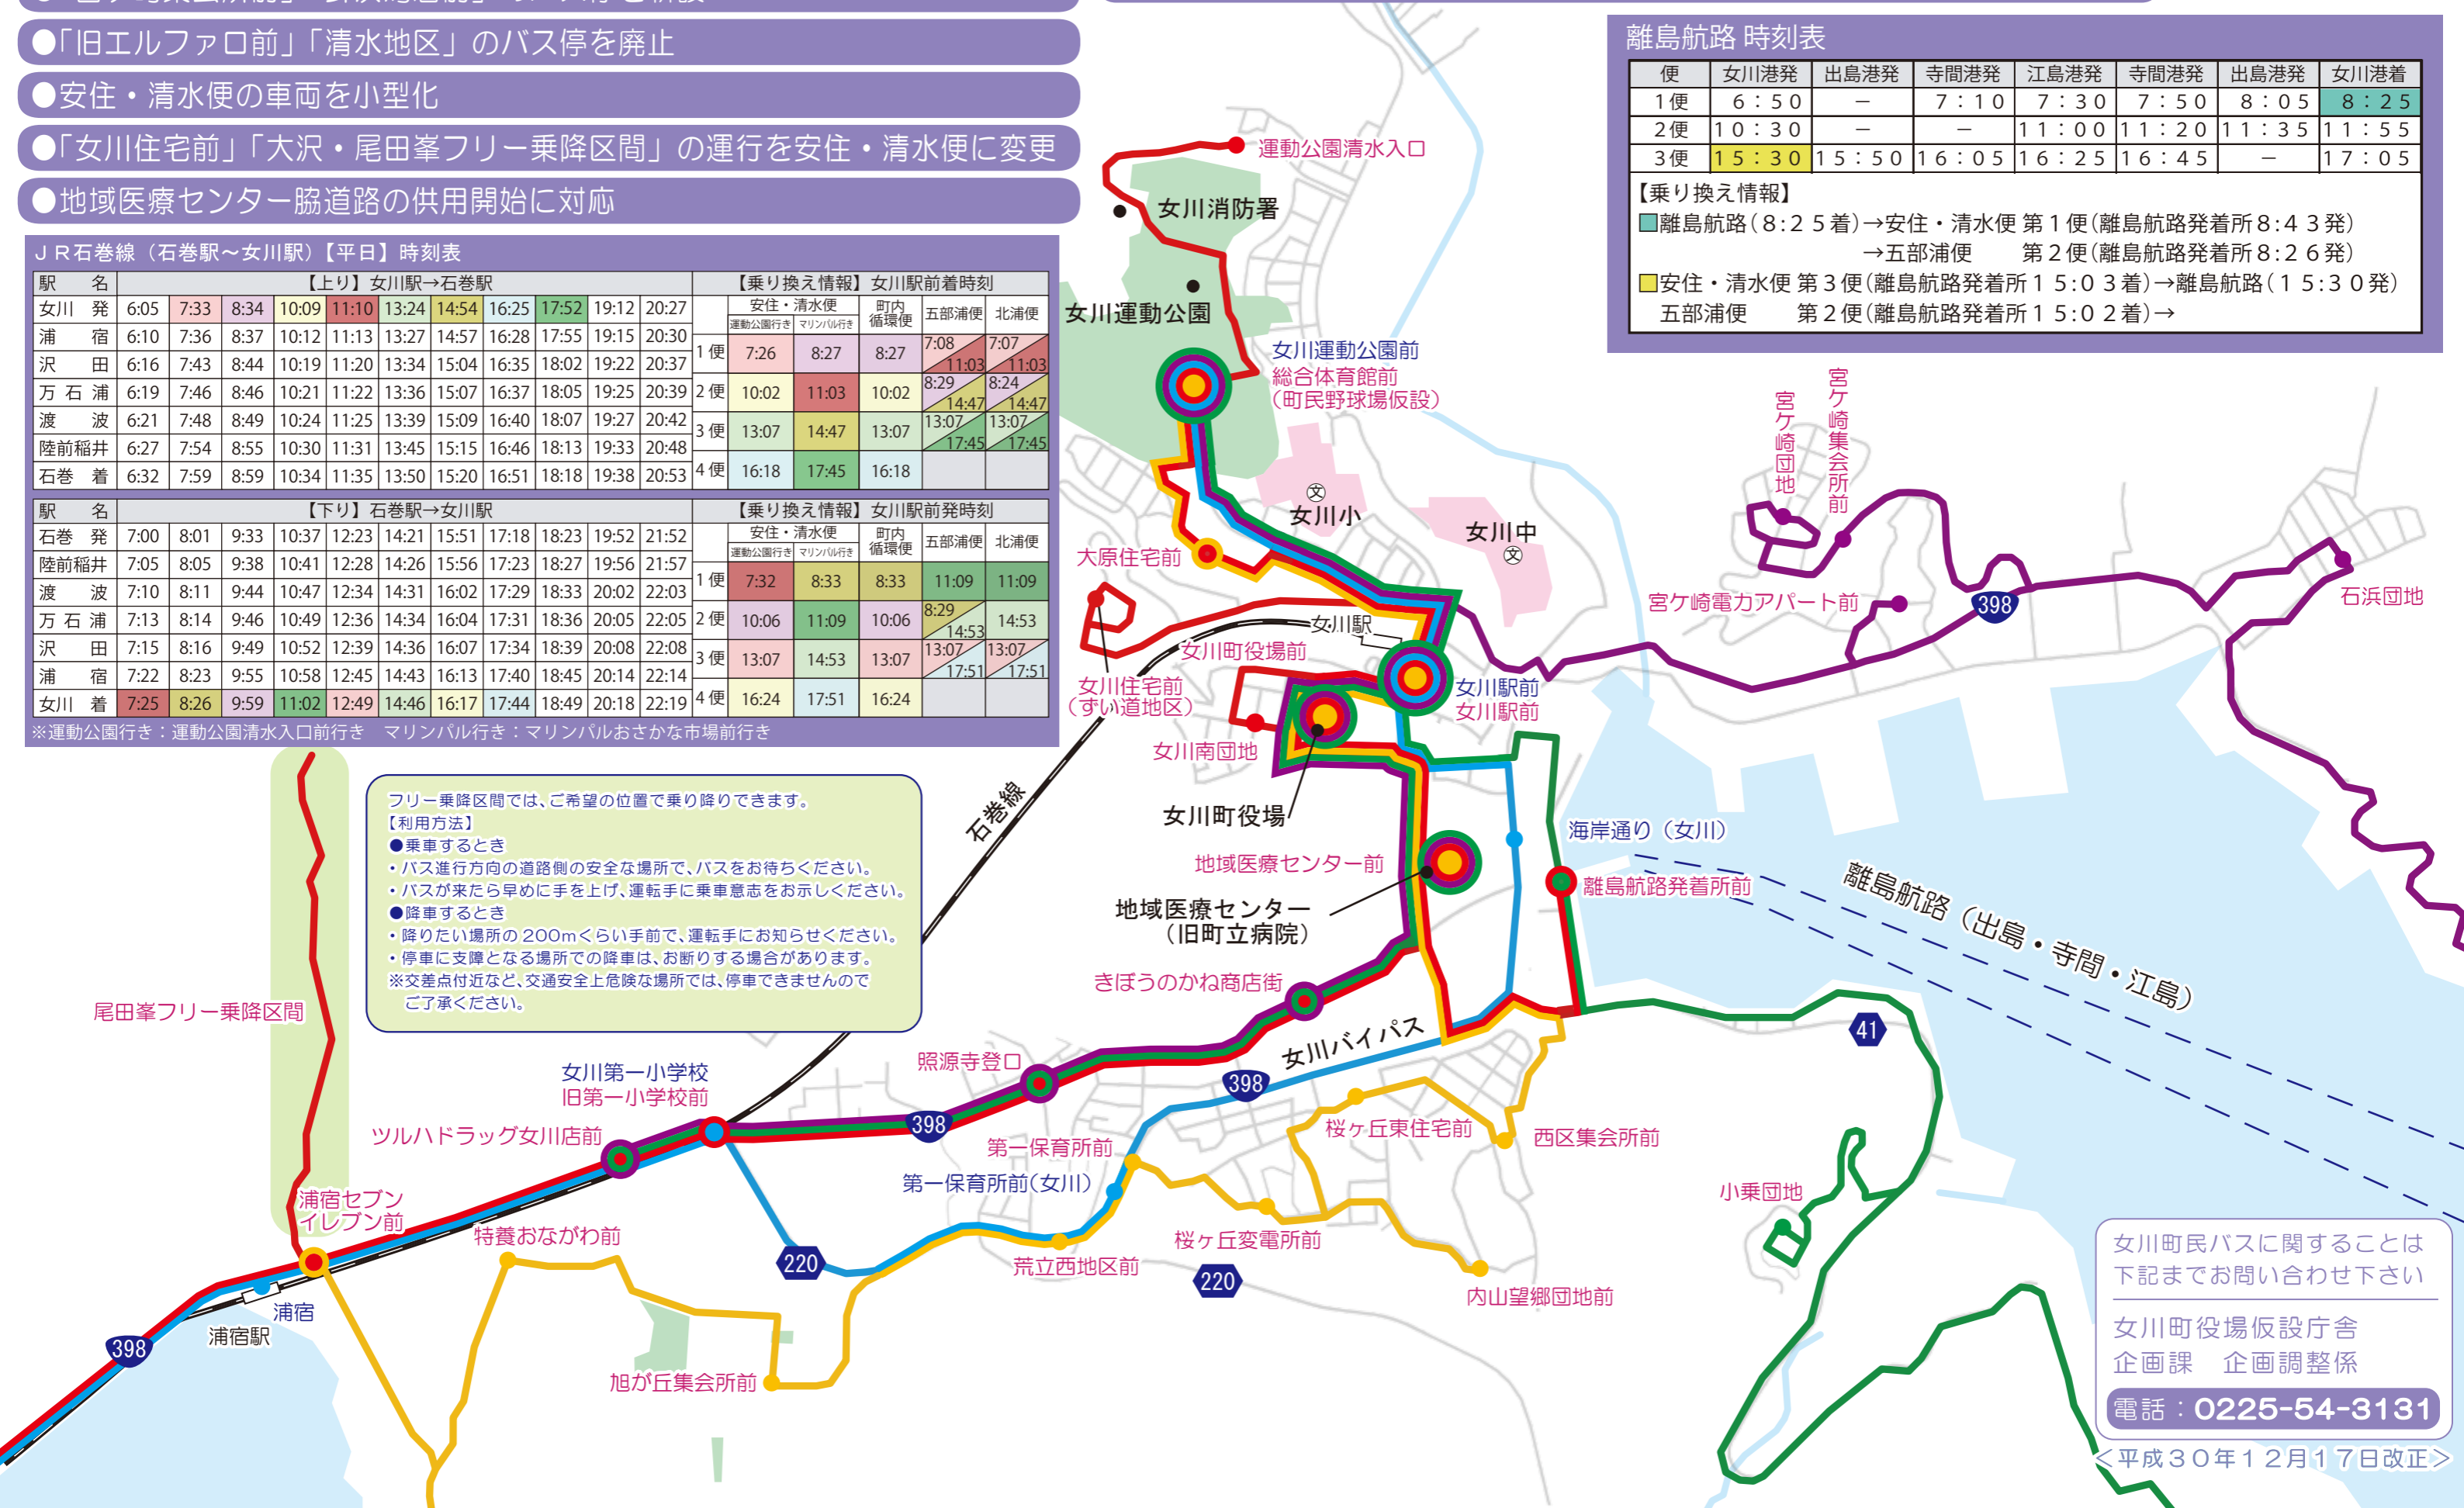 ●「旧エルファロ前」「清水地区」のバス停を廃止
●安住・清水便の車両を小型化
●「女川住宅前」「大沢・尾田峯フリー乗降区間」の運行を安住・清水便に変更
●地域医療センター脇道路の供用開始に対応
ＪＲ石巻線（石巻駅～女川駅）【平日】時刻表
駅　名　【上り】女川駅→石巻駅　【乗り換え情報】女川駅前着時刻
女川　発 6:05 7:33 8:34 10:09 11:10 13:24 14:54 16:25 17:52 19:12 20:27
浦　宿 6:10 7:36 8:37 10:12 11:13 13:27 14:57 16:28 17:55 19:15 20:30
沢　田 6:16 7:43 8:44 10:19 11:20 13:34 15:04 16:35 18:02 19:22 20:37
万石浦 6:19 7:46 8:46 10:21 11:22 13:36 15:07 16:37 18:05 19:25 20:39
渡　波 6:21 7:48 8:49 10:24 11:25 13:39 15:09 16:40 18:07 19:27 20:42
陸前稲井 6:27 7:54 8:55 10:30 11:31 13:45 15:15 16:46 18:13 19:33 20:48
石巻　着 6:32 7:59 8:59 10:34 11:35 13:50 15:20 16:51 18:18 19:38 20:53
安住・清水便 町内循環便 五部浦便 北浦便
運動公園行き マリンパル行き
1便 7:26 8:27 8:27 7:08 11:03 7:07 11:03
2便 10:02 11:03 10:02 8:29 14:47 8:24 14:47
3便 13:07 14:47 13:07 13:07 17:45 13:07 17:45
4便 16:18 17:45 16:18
駅　名　【下り】石巻駅→女川駅　【乗り換え情報】女川駅前発時刻
石巻　発 7:00 8:01 9:33 10:37 12:23 14:21 15:51 17:18 18:23 19:52 21:52
陸前稲井 7:05 8:05 9:38 10:41 12:28 14:26 15:56 17:23 18:27 19:56 21:57
渡　波 7:10 8:11 9:44 10:47 12:34 14:31 16:02 17:29 18:33 20:02 22:03
万石浦 7:13 8:14 9:46 10:49 12:36 14:34 16:04 17:31 18:36 20:05 22:05
沢　田 7:15 8:16 9:49 10:52 12:39 14:36 16:07 17:34 18:39 20:08 22:08
浦　宿 7:22 8:23 9:55 10:58 12:45 14:43 16:13 17:40 18:45 20:14 22:14
女川　着 7:25 8:26 9:59 11:02 12:49 14:46 16:17 17:44 18:49 20:18 22:19
安住・清水便 町内循環便 五部浦便 北浦便
運動公園行き マリンパル行き
1便 7:32 8:33 8:33 11:09 11:09
2便 10:06 11:09 10:06 8:29 14:53 14:53
3便 13:07 14:53 13:07 13:07 17:51 13:07 17:51
4便 16:24 17:51 16:24
※運動公園行き：運動公園清水入口前行き　マリンパル行き：マリンパルおさかな市場前行き
離島航路 時刻表
便 女川港発 出島港発 寺間港発 江島港発 寺間港発 出島港発 女川港着
1便 6：50 － 7：10 7：30 7：50 8：05 8：25
2便 10：30 － － 11：00 11：20 11：35 11：55
3便 15：30 15：50 16：05 16：25 16：45 － 17：05
【乗り換え情報】
■離島航路（8:25着）→安住・清水便 第1便（離島航路発着所8:43発）
→五部浦便　第2便（離島航路発着所8:26発）
■安住・清水便 第3便（離島航路発着所15:03着）→離島航路（15:30発）
五部浦便　第2便（離島航路発着所15:02着）→
フリー乗降区間では、ご希望の位置で乗り降りできます。
【利用方法】
●乗車するとき
・バス進行方向の道路側の安全な場所で、バスをお待ちください。
・バスが来たら早めに手を上げ、運転手に乗車意志をお示しください。
●降車するとき
・降りたい場所の200mくらい手前で、運転手にお知らせください。
・停車に支障となる場所での降車は、お断りする場合があります。
※交差点付近など、交通安全上危険な場所では、停車できませんので
ご了承ください。
運動公園清水入口
女川消防署
女川運動公園
女川運動公園前
総合体育館前
（町民野球場仮設）
文
女川小
女川中
文
大原住宅前
女川駅
女川町役場前
女川住宅前
（ずい道地区）
女川駅前
女川駅前
女川南団地
女川町役場
石巻線
地域医療センター前
地域医療センター
（旧町立病院）
海岸通り（女川）
離島航路発着所前
離島航路（出島・寺間・江島）
宮ケ崎団地
宮ケ崎集会所前
宮ケ崎電力アパート前
398
石浜団地
きぼうのかね商店街
女川バイパス
398
照源寺登口
41
尾田峯フリー乗降区間
女川第一小学校
旧第一小学校前
398
ツルハドラッグ女川店前
第一保育所前
第一保育所前（女川）
桜ヶ丘東住宅前
西区集会所前
浦宿セブン
イレブン前
特養おながわ前
220
荒立西地区前
桜ヶ丘変電所前
220
内山望郷団地前
小乗団地
浦宿
浦宿駅
398
旭が丘集会所前
女川町民バスに関することは
下記までお問い合わせ下さい
女川町役場仮設庁舎
企画課　企画調整係
電話：0225-54-3131
＜平成30年12月17日改正＞